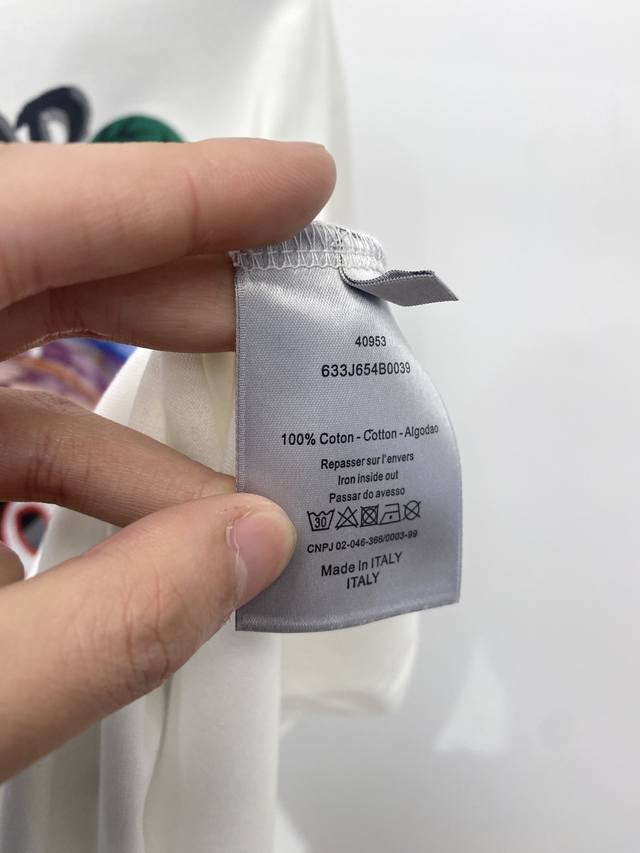 40953
633J654B0039
100% Coton - Cotton - Algodao
Repasser sur l'envers
Iron inside out
Passar do avesso
30
CNPJ 02-046-366/0003-99
Made In ITALY
ITALY